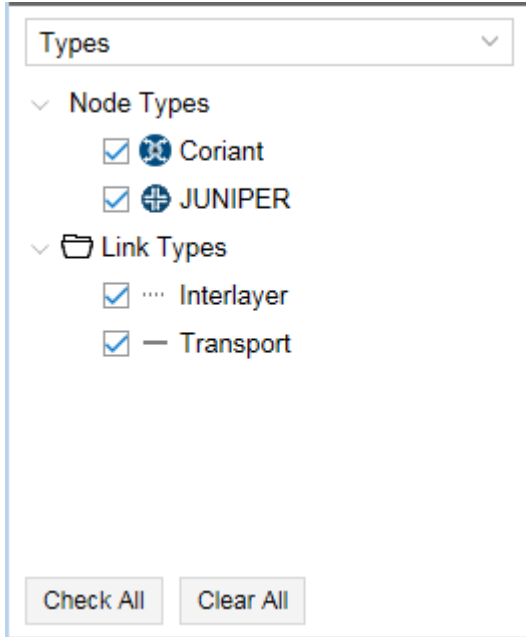 Types
Node Types
Coriant
JUNIPER
Link Types
Interlayer
Transport
Check All Clear All